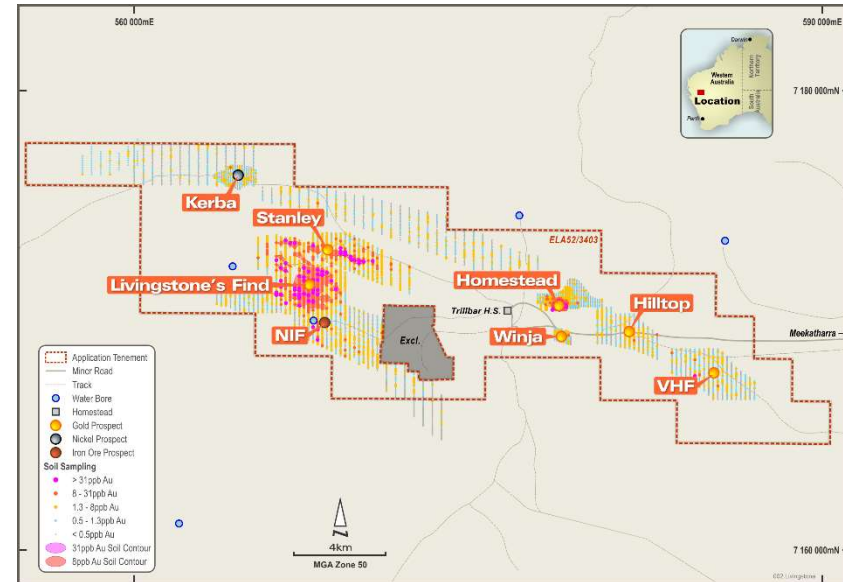 560 000mE
590 000mE
Darwin
Northern
Territory
Western
Australia
Location
South
Australia
Perth
7 180 000mN
Kerba
Stanley
ELA52/3403
Livingstone's Find
Homestead
Trillbar H.S.
Hilltop
NIF
Excl.
Winja
Meekatharra
VHF
Application Tenement
Minor Road
Track
Water Bore
Homestead
Gold Prospect
Nickel Prospect
Iron Ore Prospect
Soil Sampling
> 31ppb Au
8 - 31ppb Au
1.3 - 8ppb Au
0.5 - 1.3ppb Au
< 0.5ppb Au
31ppb Au Soil Contour
8ppb Au Soil Contour
N
4km
MGA Zone 50
7 160 000mN